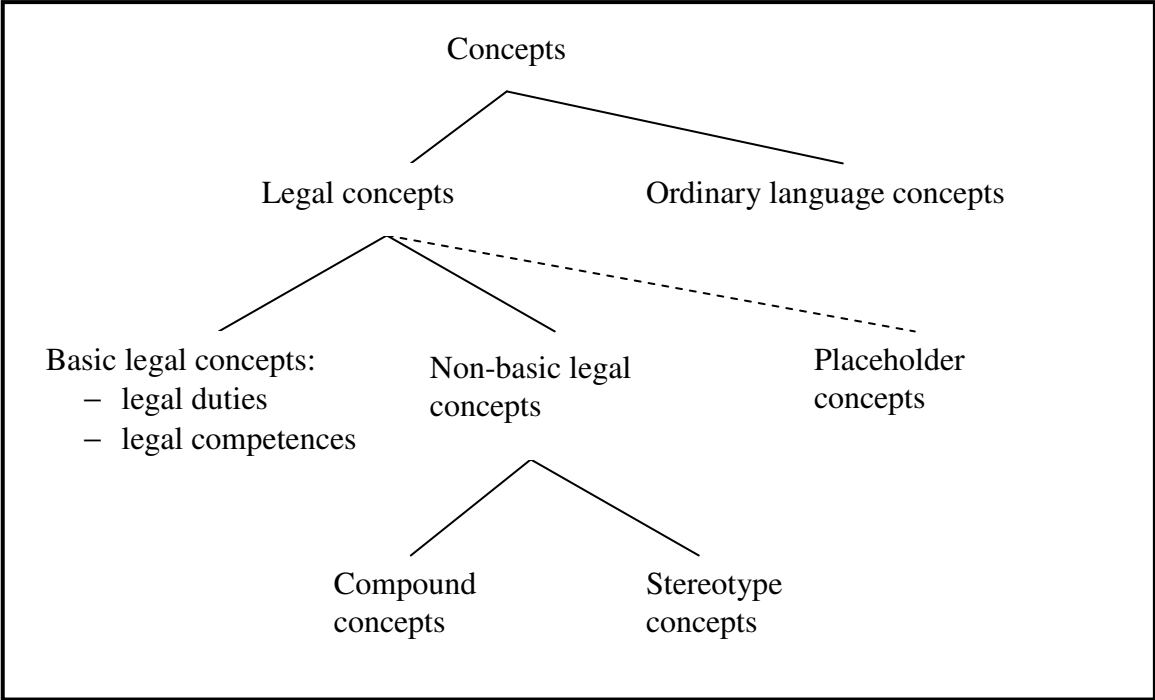 Concepts
Legal concepts
Ordinary language concepts
Basic legal concepts:
– legal duties
– legal competences
Non-basic legal
concepts
Placeholder
concepts
Compound
concepts
Stereotype
concepts